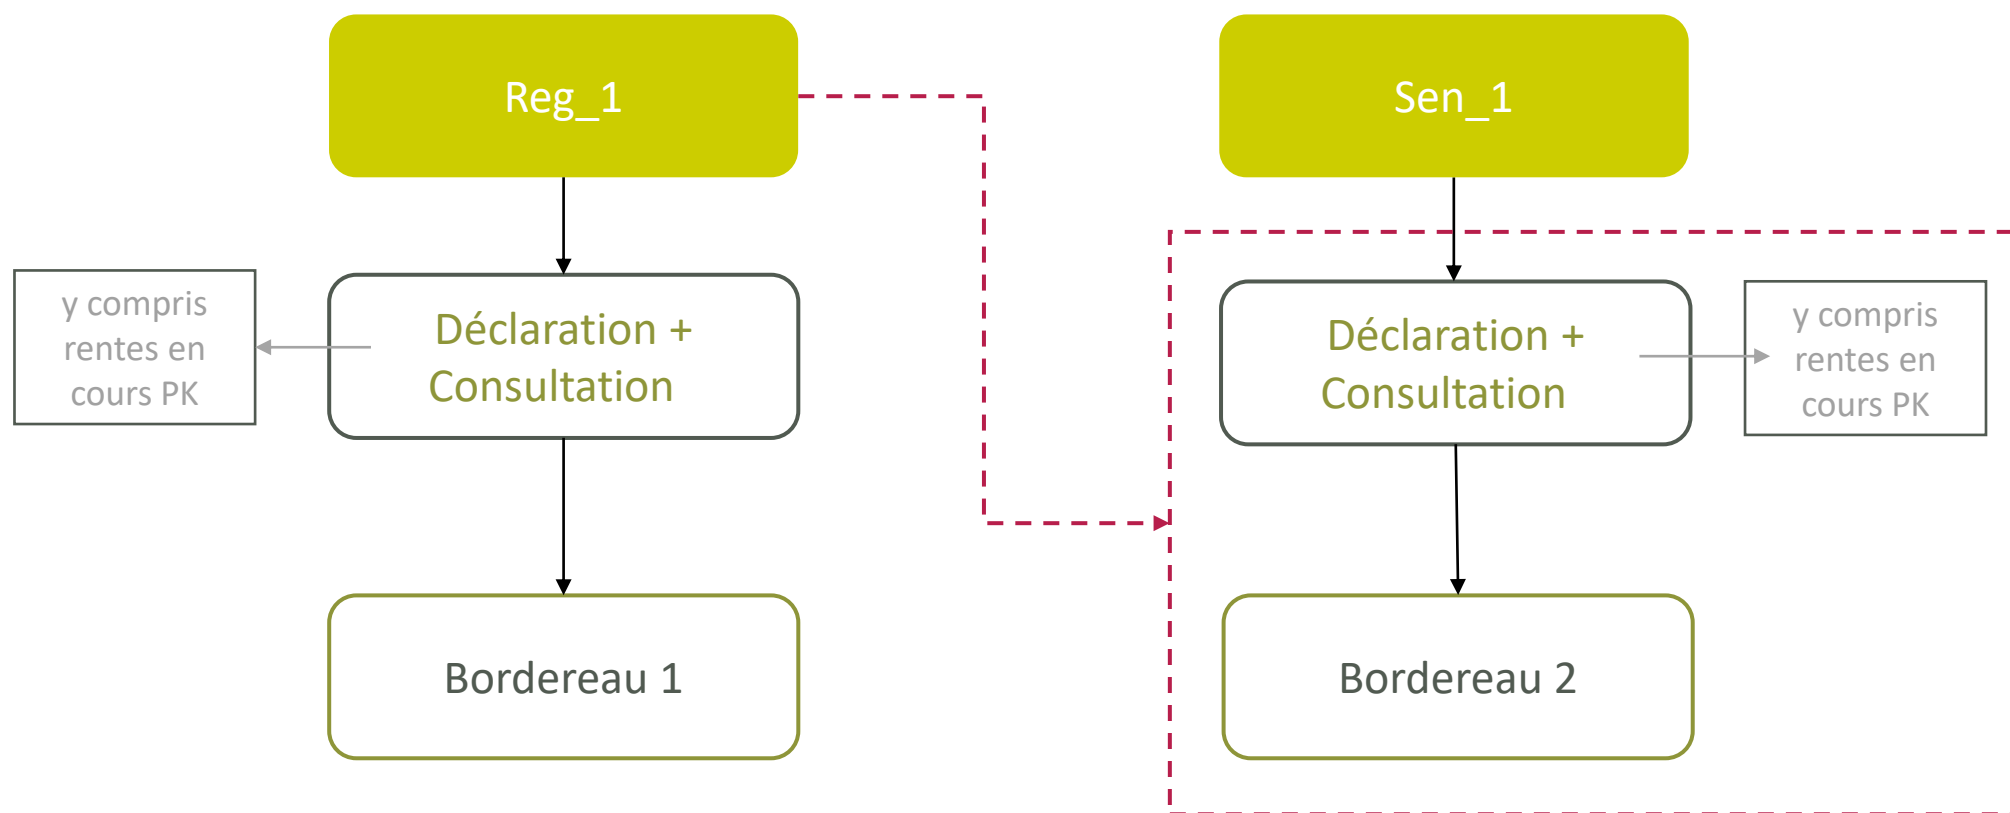 Reg_1
Sen_1
y compris
rentes en
cours PK
Déclaration +
Consultation
Déclaration +
Consultation
y compris
rentes en
cours PK
Bordereau 1
Bordereau 2